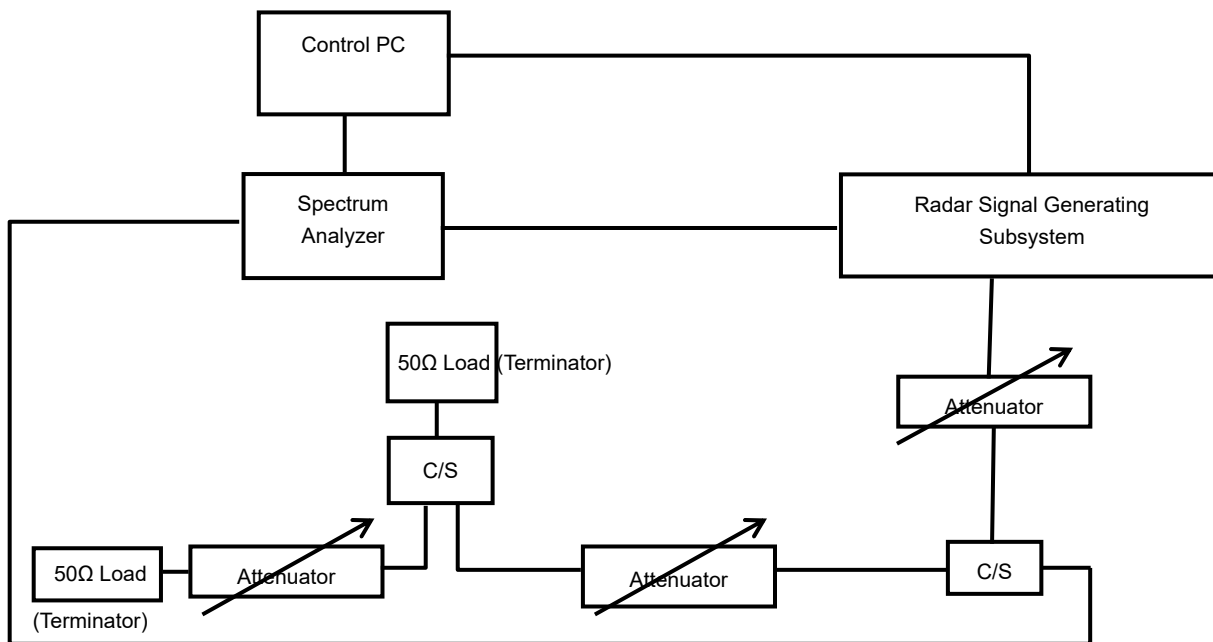 Control PC
Spectrum
Analyzer
Radar Signal Generating
Subsystem
50Ω Load (Terminator)
Attenuator
C/S
50Ω Load
(Terminator)
Attenuator
Attenuator
C/S